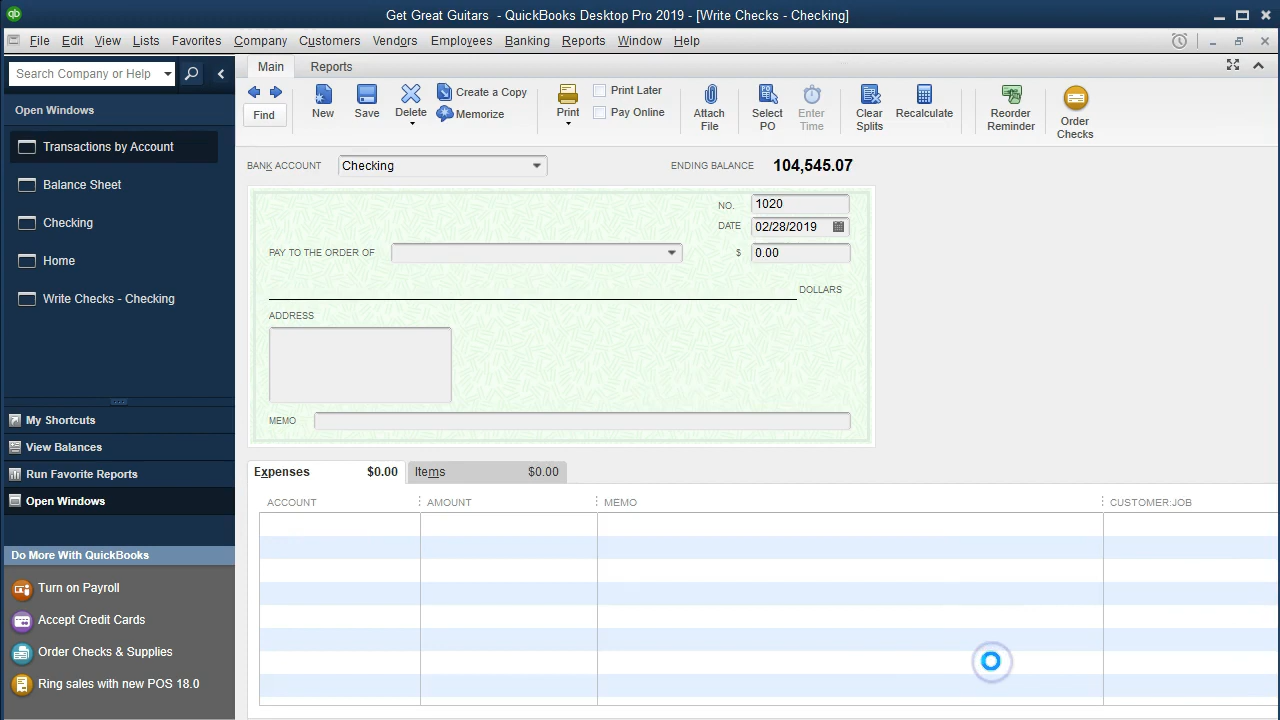 Get Great Guitars - QuickBooks Desktop Pro 2019 - [Write Checks - Checking]
File Edit View Lists Favorites Company Customers Vendors Employees Banking Reports Window Help
Search Company or Help
Open Windows
Transactions by Account
Balance Sheet
Checking
Home
Write Checks - Checking
My Shortcuts
View Balances
Run Favorite Reports
Open Windows
Do More With QuickBooks
Turn on Payroll
Accept Credit Cards
Order Checks & Supplies
Ring sales with new POS 18.0
Main Reports
Find
New
Save
Delete
Create a Copy
Memorize
Print
Print Later
Pay Online
Attach
File
Select
PO
Enter
Time
Clear
Splits
Recalculate
Reorder
Reminder
Order
Checks
BANK ACCOUNT Checking ENDING BALANCE 104,545.07
NO. 1020
DATE 02/28/2019
PAY TO THE ORDER OF $ 0.00
DOLLARS
ADDRESS
MEMO
Expenses $0.00 Items $0.00
ACCOUNT AMOUNT MEMO CUSTOMER:JOB